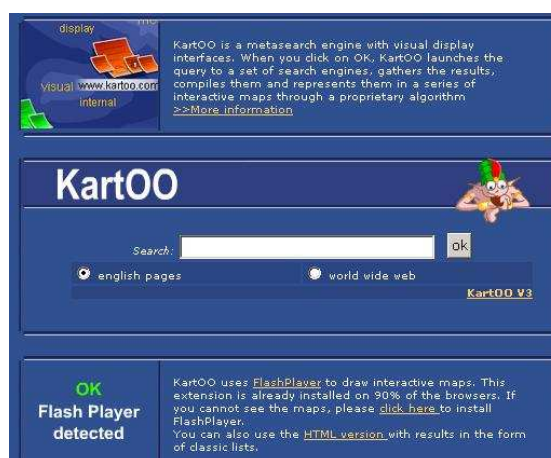 display
visual www.kartoo.com
internal
KartOO is a metasearch engine with visual display
interfaces. When you click on OK, KartOO launches the
query to a set of search engines, gathers the results,
compiles them and represents them in a series of
interactive maps through a proprietary algorithm
>>More information
KartOO
Search:
ok
english pages
world wide web
KartOO V3
OK
Flash Player
detected
KartOO uses FlashPlayer to draw interactive maps. This
extension is already installed on 90% of the browsers. If
you cannot see the maps, please click here to install
FlashPlayer.
You can also use the HTML version with results in the form
of classic lists.